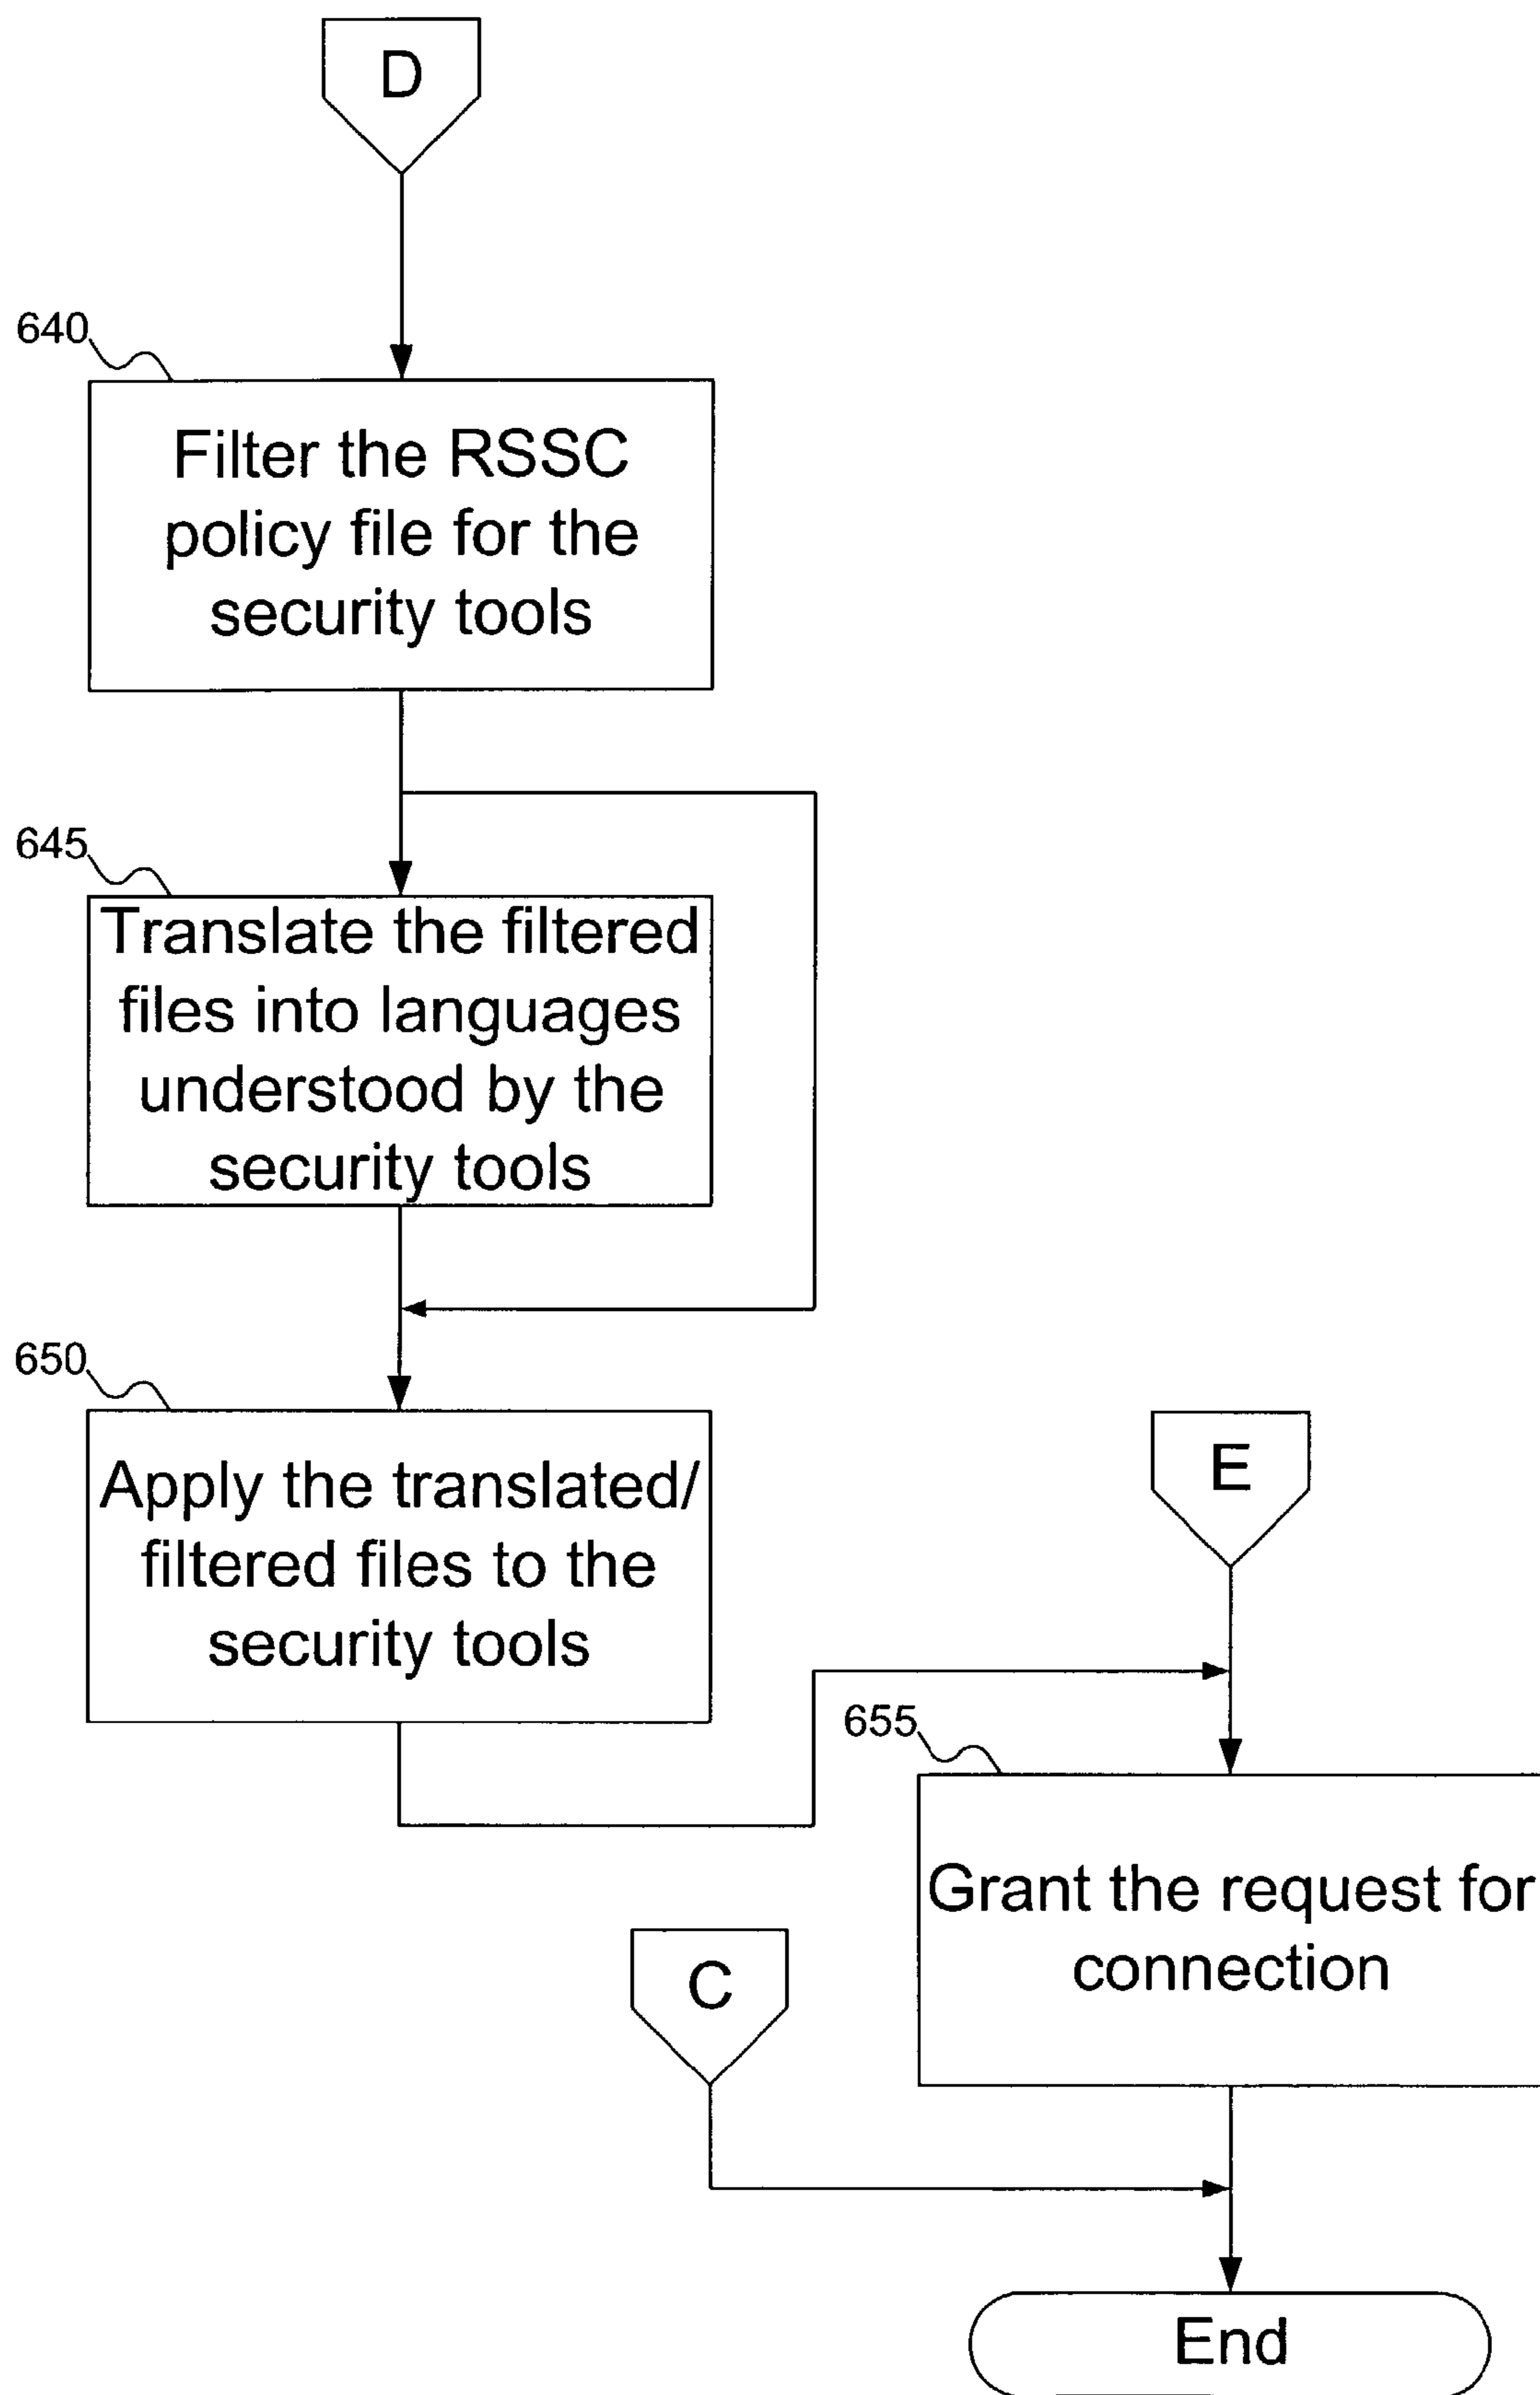 D
640
Filter the RSSC
policy file for the
security tools
645
Translate the filtered
files into languages
understood by the
security tools
650
Apply the translated/
filtered files to the
security tools
E
655
Grant the request for
connection
C
End